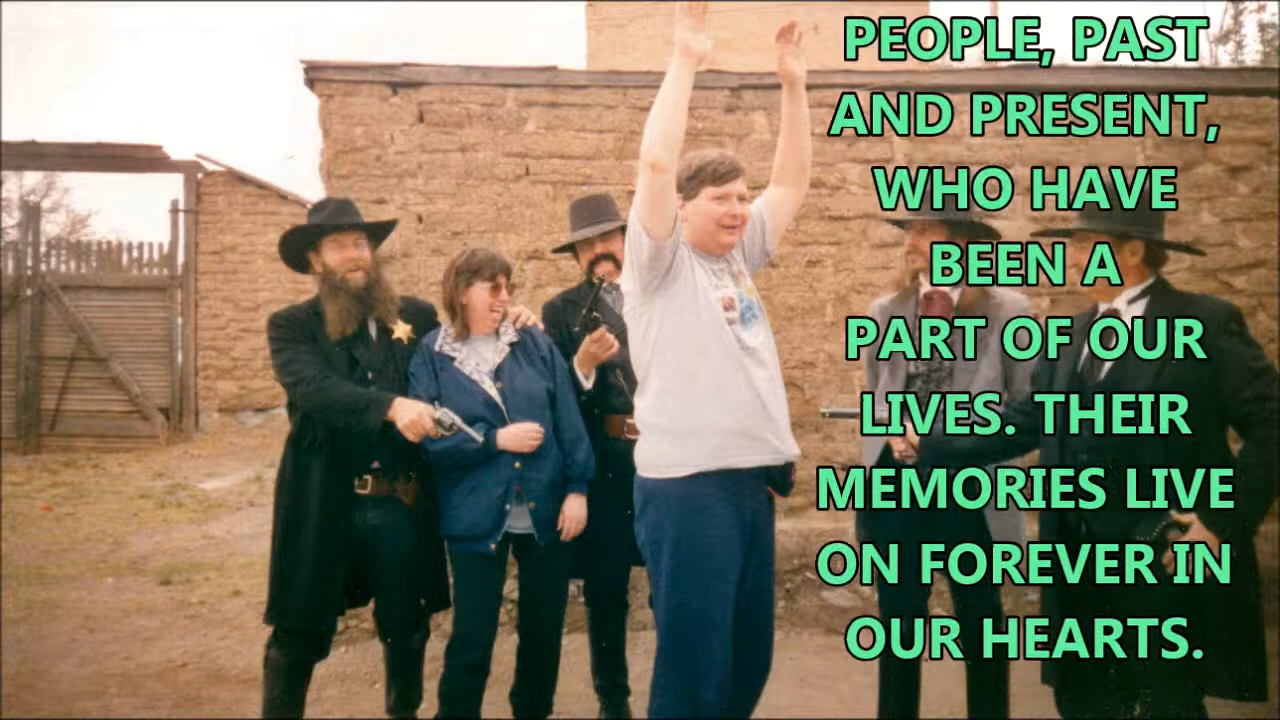 PEOPLE, PAST
AND PRESENT,
WHO HAVE
BEEN A
PART OF OUR
LIVES. THEIR
MEMORIES LIVE
ON FOREVER IN
OUR HEARTS.